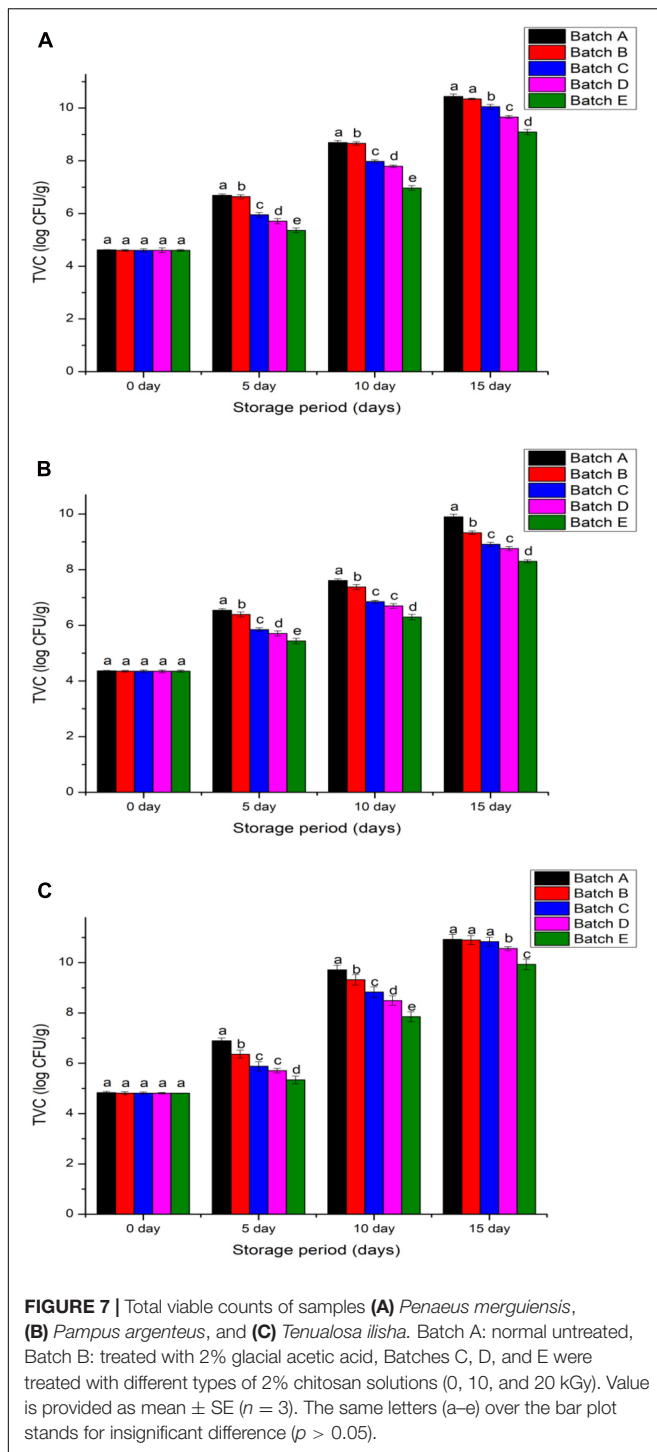 A
Batch A
Batch B
Batch C
Batch D
Batch E
a a b c d
a b c d e
a b c d e
a a a a a
10
8
6
4
2
0
TVC (log CFU/g)
0 day 5 day 10 day 15 day
Storage period (days)
B
Batch A
Batch B
Batch C
Batch D
Batch E
a b c c d
a b c c d
a b c d e
a a a a a
10
8
6
4
2
0
TVC (log CFU/g)
0 day 5 day 10 day 15 day
Storage period (days)
C
Batch A
Batch B
Batch C
Batch D
Batch E
a a a b c
a b c d e
a b c c d
a a a a a
10
8
6
4
2
0
TVC (log CFU/g)
0 day 5 day 10 day 15 day
Storage period (days)
FIGURE 7 | Total viable counts of samples (A) Penaeus merguiensis,
(B) Pampus argenteus, and (C) Tenualosa ilisha. Batch A: normal untreated,
Batch B: treated with 2% glacial acetic acid, Batches C, D, and E were
treated with different types of 2% chitosan solutions (0, 10, and 20 kGy). Value
is provided as mean ± SE (n = 3). The same letters (a–e) over the bar plot
stands for insignificant difference (p > 0.05).